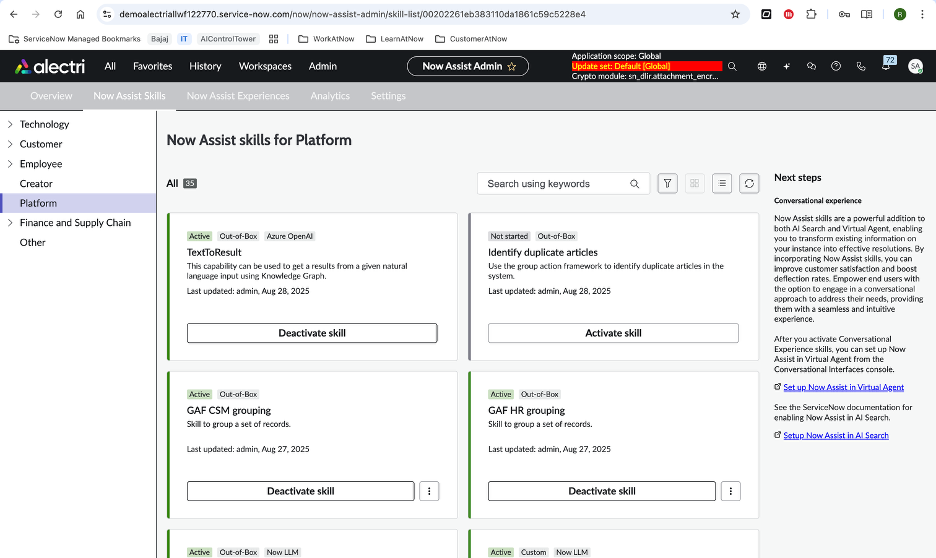 demoalectriallwf122770.service-now.com/now/now-assist-admin/skill-list/00202261eb383110da1861c59c5228e4
R
ServiceNow Managed Bookmarks
Bajaj
IT
AIControlTower
WorkAtNow
LearnAtNow
CustomerAtNow
alectri
All
Favorites
History
Workspaces
Admin
Now Assist Admin
Application scope: Global
Update set: Default [Global]
Crypto module: sn_dlir.attachment_encr...
72
SA
Overview
Now Assist Skills
Now Assist Experiences
Analytics
Settings
Technology
Customer
Employee
Creator
Platform
Finance and Supply Chain
Other
Now Assist skills for Platform
All 35
Search using keywords
Active Out-of-Box Azure OpenAI
TextToResult
This capability can be used to get a results from a given natural
language input using Knowledge Graph.
Last updated: admin, Aug 28, 2025
Deactivate skill
Not started Out-of-Box
Identify duplicate articles
Use the group action framework to identify duplicate articles in the
system.
Last updated: admin, Aug 28, 2025
Activate skill
Active Out-of-Box
GAF CSM grouping
Skill to group a set of records.
Last updated: admin, Aug 27, 2025
Deactivate skill
Active Out-of-Box
GAF HR grouping
Skill to group a set of records.
Last updated: admin, Aug 27, 2025
Deactivate skill
Active Out-of-Box Now LLM
Active Custom Now LLM
Next steps
Conversational experience
Now Assist skills are a powerful addition to
both AI Search and Virtual Agent, enabling
you to transform existing information on
your instance into effective resolutions. By
incorporating Now Assist skills, you can
improve customer satisfaction and boost
deflection rates. Empower end users with
the option to engage in a conversational
approach to address their needs, providing
them with a seamless and intuitive
experience.
After you activate Conversational
Experience skills, you can set up Now
Assist in Virtual Agent from the
Conversational Interfaces console.
Set up Now Assist in Virtual Agent
See the ServiceNow documentation for
enabling Now Assist in AI Search.
Setup Now Assist in AI Search